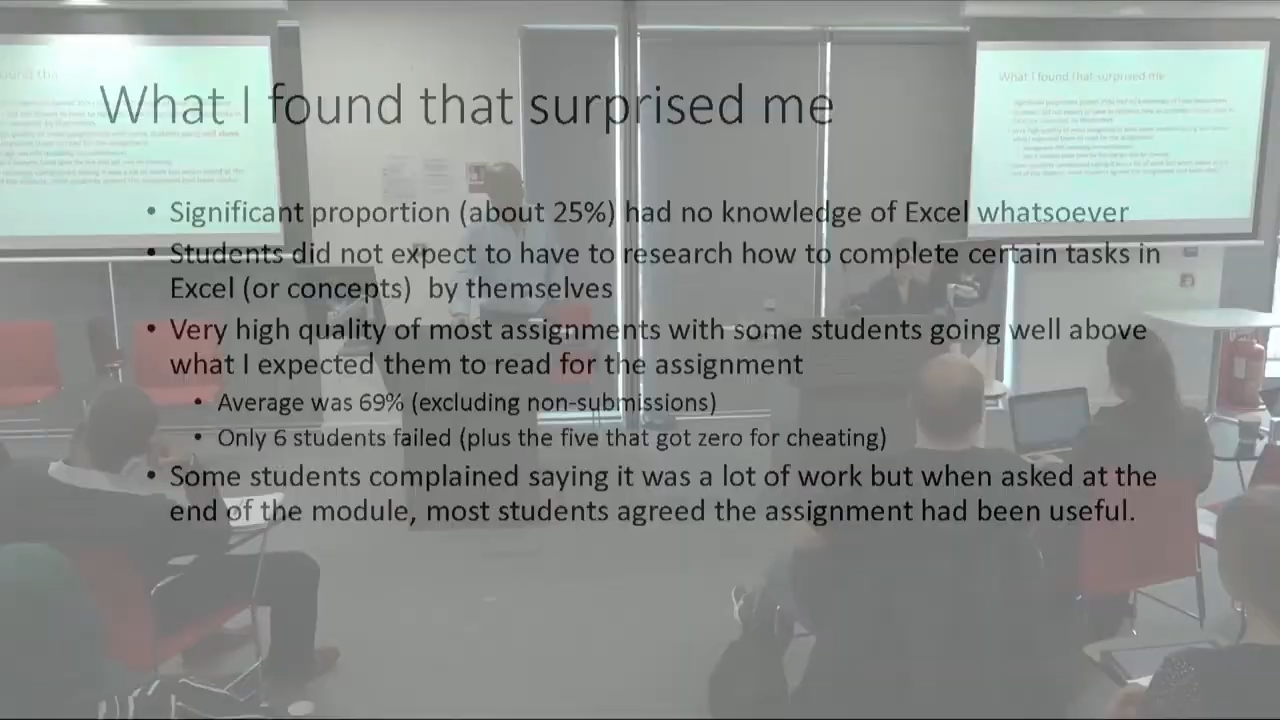 What I found that surprised me
• Significant proportion (about 25%) had no knowledge of Excel whatsoever
• Students did not expect to have to research how to complete certain tasks in
Excel (or concepts) by themselves
• Very high quality of most assignments with some students going well above
what I expected them to read for the assignment
• Average was 69% (excluding non-submissions)
• Only 6 students failed (plus the five that got zero for cheating)
• Some students complained saying it was a lot of work but when asked at the
end of the module, most students agreed the assignment had been useful.
What I found that surprised me